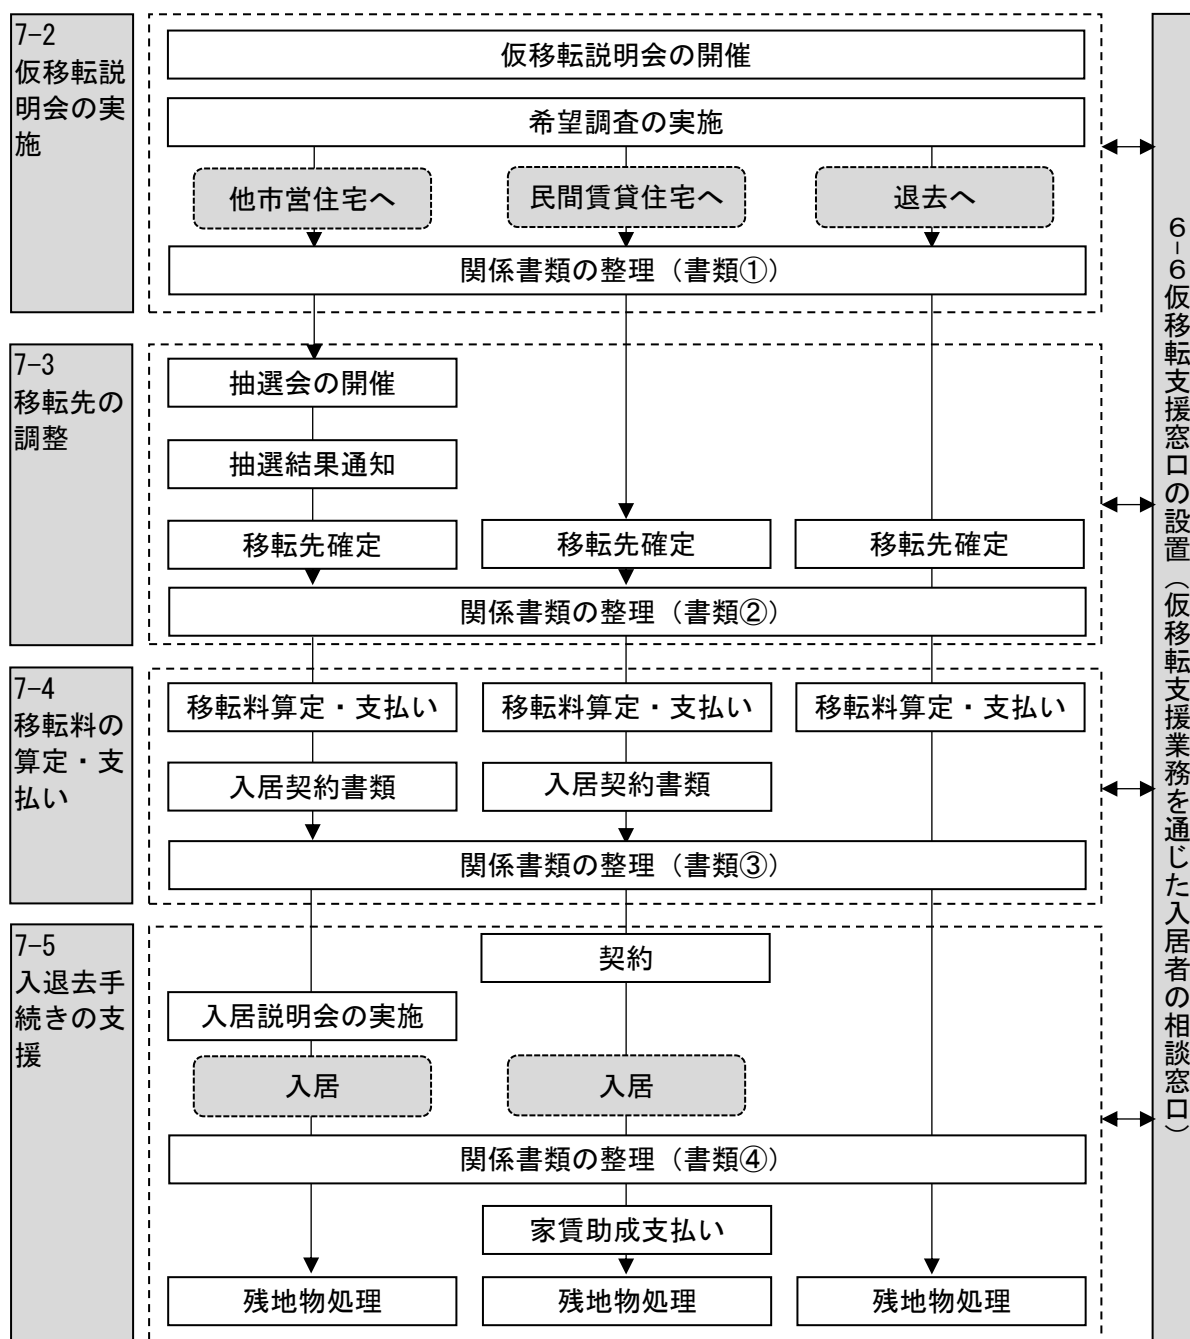 7-2
仮移転説
明会の実
施
仮移転説明会の開催
希望調査の実施
他市営住宅へ
民間賃貸住宅へ
退去へ
関係書類の整理（書類①）
7-3
移転先の
調整
抽選会の開催
抽選結果通知
移転先確定
移転先確定
移転先確定
関係書類の整理（書類②）
7-4
移転料の
算定・支
払い
移転料算定・支払い
移転料算定・支払い
移転料算定・支払い
入居契約書類
入居契約書類
関係書類の整理（書類③）
7-5
入退去手
続きの支
援
契約
入居説明会の実施
入居
入居
関係書類の整理（書類④）
家賃助成支払い
残地物処理
残地物処理
残地物処理
6-6仮移転支援窓口の設置（仮移転支援業務を通じた入居者の相談窓口）